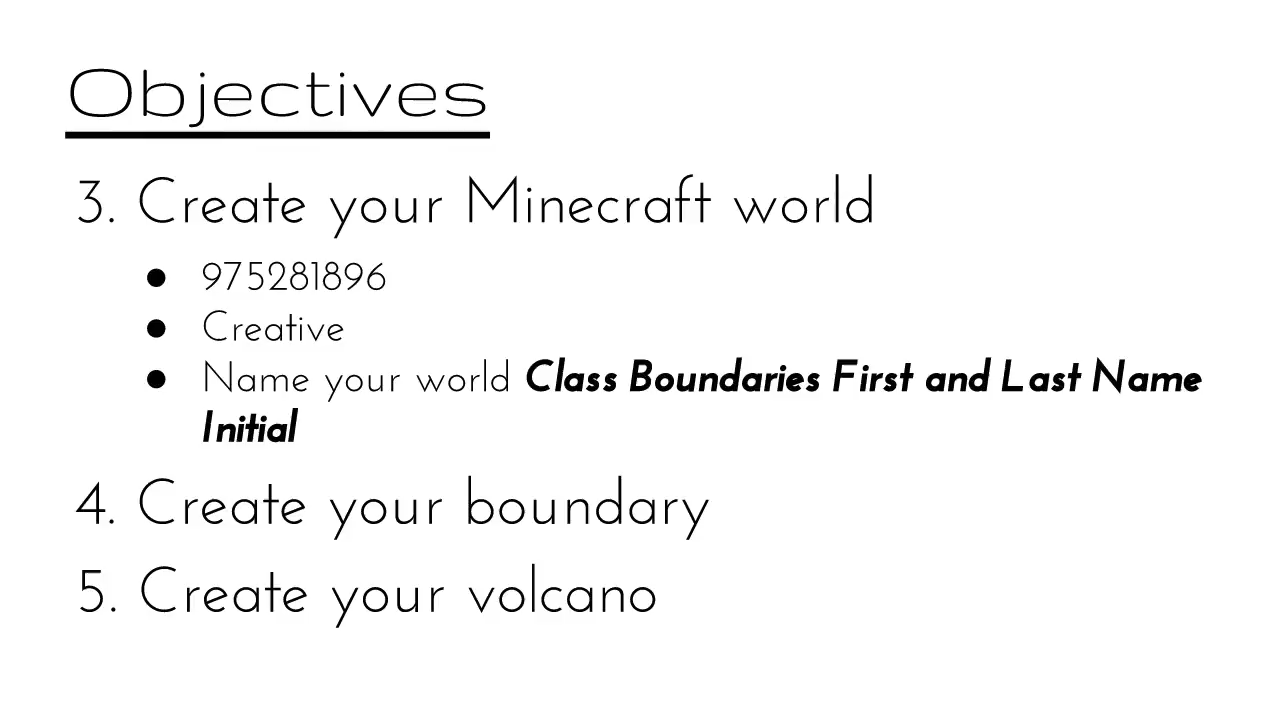 Objectives
3. Create your Minecraft world
● 975281896
● Creative
● Name your world Class Boundaries First and Last Name
Initial
4. Create your boundary
5. Create your volcano